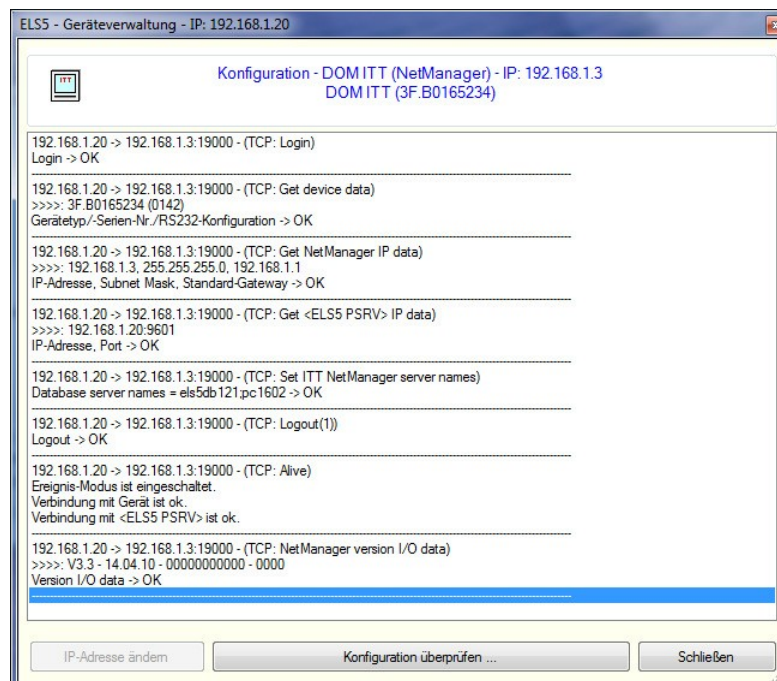 ELS5 - Geräteverwaltung - IP: 192.168.1.20
ITT
Konfiguration - DOM ITT (NetManager) - IP: 192.168.1.3
DOM ITT (3F.B0165234)
192.168.1.20 -> 192.168.1.3:19000 - (TCP: Login)
Login -> OK
192.168.1.20 -> 192.168.1.3:19000 - (TCP: Get device data)
>>>>: 3F.B0165234 (0142)
Gerätetyp/-Serien-Nr./RS232-Konfiguration -> OK
192.168.1.20 -> 192.168.1.3:19000 - (TCP: Get NetManager IP data)
>>>>: 192.168.1.3, 255.255.255.0, 192.168.1.1
IP-Adresse, Subnet Mask, Standard-Gateway -> OK
192.168.1.20 -> 192.168.1.3:19000 - (TCP: Get <ELS5 PSRV> IP data)
>>>>: 192.168.1.20:9601
IP-Adresse, Port -> OK
192.168.1.20 -> 192.168.1.3:19000 - (TCP: Set ITT NetManager server names)
Database server names = els5db121;pc1602 -> OK
192.168.1.20 -> 192.168.1.3:19000 - (TCP: Logout(1))
Logout -> OK
192.168.1.20 -> 192.168.1.3:19000 - (TCP: Alive)
Ereignis-Modus ist eingeschaltet.
Verbindung mit Gerät ist ok.
Verbindung mit <ELS5 PSRV> ist ok.
192.168.1.20 -> 192.168.1.3:19000 - (TCP: NetManager version I/O data)
>>>>: V3.3 - 14.04.10 - 00000000000 - 0000
Version I/O data -> OK
IP-Adresse ändern
Konfiguration überprüfen ...
Schließen